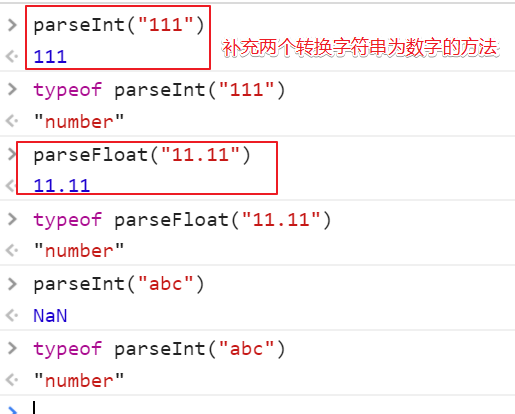 parseInt("111")
补充两个转换字符串为数字的方法
111
typeof parseInt("111")
"number"
parseFloat("11.11")
11.11
typeof parseFloat("11.11")
"number"
parseInt("abc")
NaN
typeof parseInt("abc")
"number"